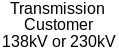 Transmission
Customer
138kV or 230kV